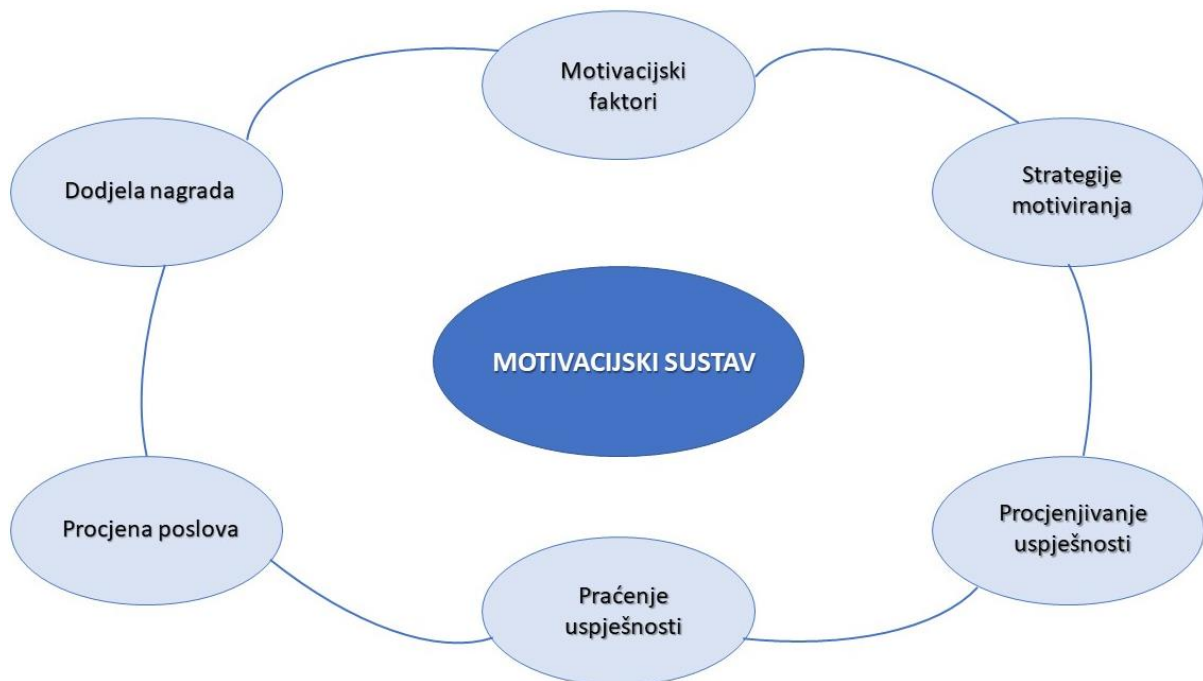 Motivacijski
faktori
Strategije
motiviranja
Procjenjivanje
uspješnosti
Praćenje
uspješnosti
Procjena poslova
Dodjela nagrada
MOTIVACIJSKI SUSTAV